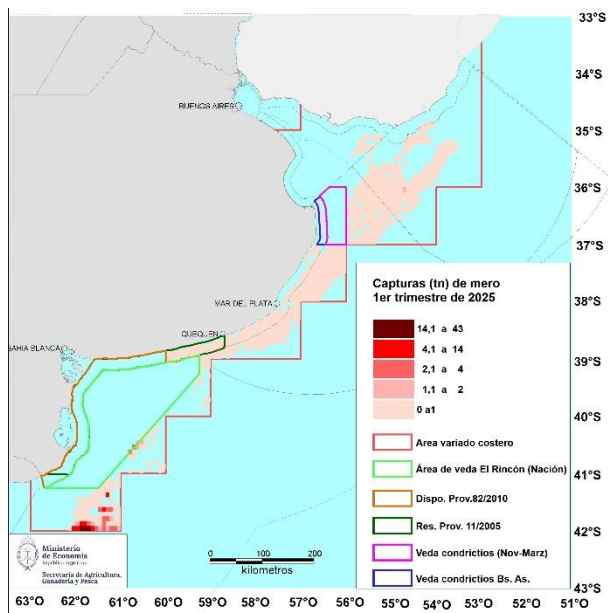 33°S
34°S
BUENOS AIRES
35°S
36°S
37°S
Capturas (tn) de mero
1er trimestre de 2025
MAR DEL PLATA
38°S
14,1 a 43
QUEQUEN
4,1 a 14
BAHIA BLANCA
39°S
2,1 a 4
1,1 a 2
0 a1
40°S
Area variado costero
Área de veda El Rincón (Nación)
41°S
Dispo. Prov.82/2010
Res. Prov. 11/2005
42°S
Ministerio
de Economía
República Argentina
Secretaría de Agricultura,
Ganadería y Pesca
0 100 200
kilometros
Veda condrictios (Nov-Marz)
Veda condrictios Bs. As.
43°S
63°O 62°O 61°O 60°O 59°O 58°O 57°O 56°O 55°O 54°O 53°O 52°O 51°O